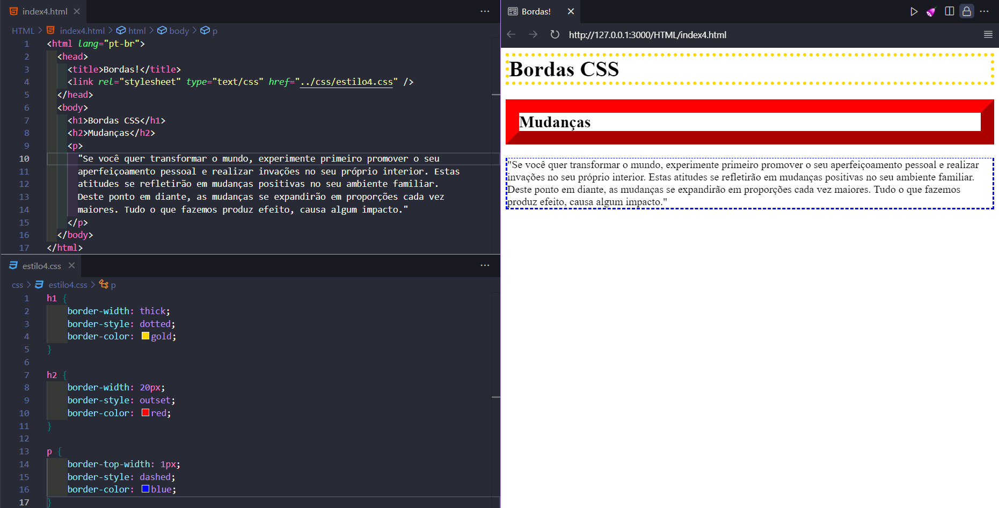 index4.html
HTML > index4.html > html > body > p
1 <html lang="pt-br">
2 <head>
3 <title>Bordas!</title>
4 <link rel="stylesheet" type="text/css" href="../css/estilo4.css" />
5 </head>
6 <body>
7 <h1>Bordas CSS</h1>
8 <h2>Mudanças</h2>
9 <p>
10 "Se você quer transformar o mundo, experimente primeiro promover o seu
11 aperfeiçoamento pessoal e realizar invações no seu próprio interior. Estas
12 atitudes se refletirão em mudanças positivas no seu ambiente familiar.
13 Deste ponto em diante, as mudanças se expandirão em proporções cada vez
14 maiores. Tudo o que fazemos produz efeito, causa algum impacto."
15 </p>
16 </body>
17 </html>
estilo4.css
css > estilo4.css > p
1 h1 {
2 border-width: thick;
3 border-style: dotted;
4 border-color: gold;
5 }
6
7 h2 {
8 border-width: 20px;
9 border-style: outset;
10 border-color: red;
11 }
12
13 p {
14 border-top-width: 1px;
15 border-style: dashed;
16 border-color: blue;
17 }
Bordas!
http://127.0.0.1:3000/HTML/index4.html
Bordas CSS
Mudanças
"Se você quer transformar o mundo, experimente primeiro promover o seu aperfeiçoamento pessoal e realizar
invações no seu próprio interior. Estas atitudes se refletirão em mudanças positivas no seu ambiente familiar.
Deste ponto em diante, as mudanças se expandirão em proporções cada vez maiores. Tudo o que fazemos
produz efeito, causa algum impacto."